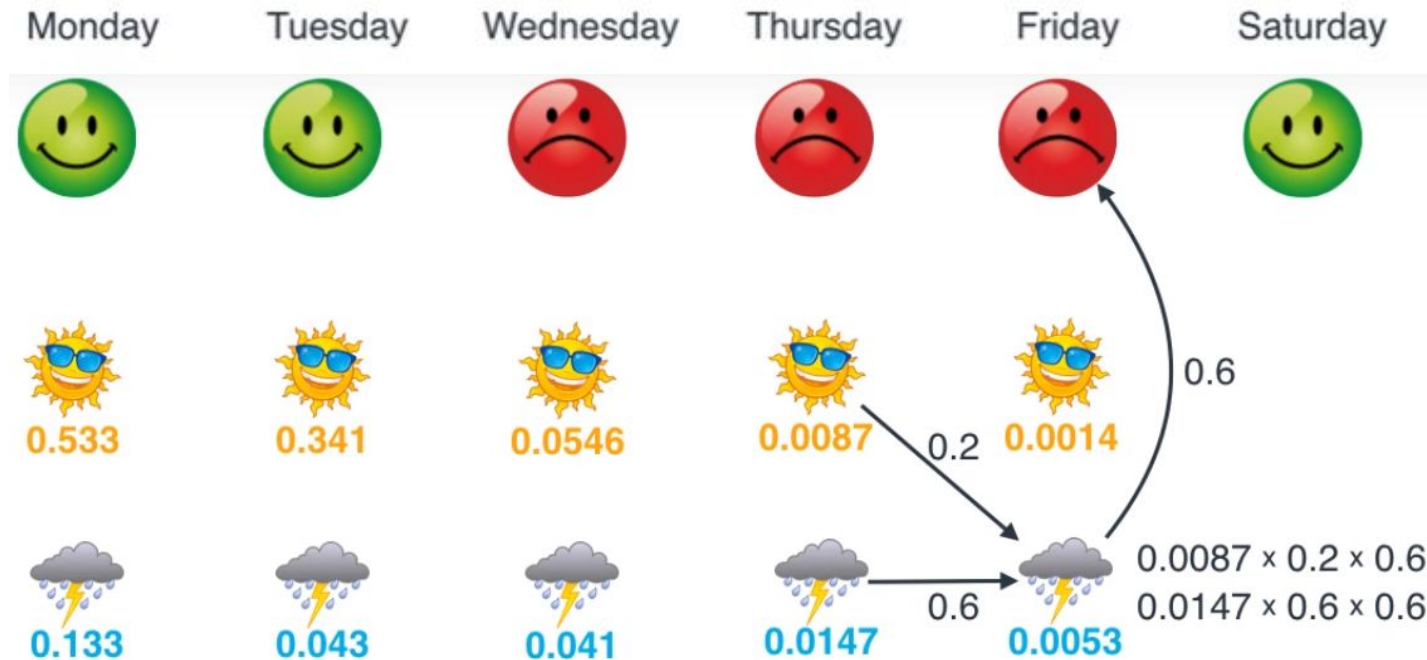 Monday Tuesday Wednesday Thursday Friday Saturday
0.6
0.533 0.341 0.0546 0.0087 0.2 0.0014
0.0087 x 0.2 x 0.6
0.6 0.0147 x 0.6 x 0.6
0.133 0.043 0.041 0.0147 0.0053